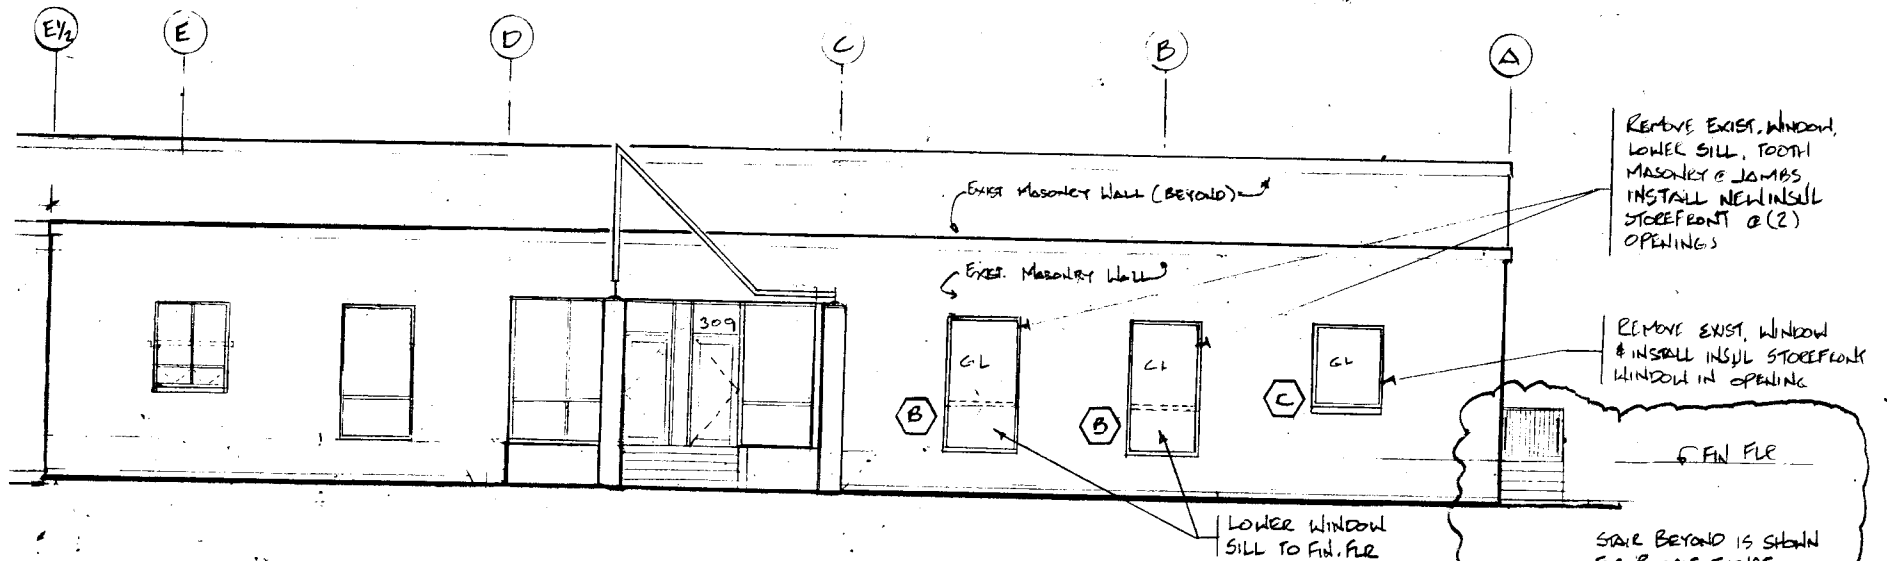 E½
E
D
C
B
A
REMOVE EXIST. WINDOW,
LOWER SILL, TOOTH
MASONRY @ JAMBS
INSTALL NEW INSUL
STOREFRONT @ (2)
OPENINGS
EXIST MASONRY WALL (BEYOND)
EXIST. MASONRY WALL
309
GL
GL
GL
B
B
C
REMOVE EXIST. WINDOW
& INSTALL INSUL STOREFRONT
WINDOW IN OPENING
FIN FLR
LOWER WINDOW
SILL TO FIN. FLR
STAIR BEYOND IS SHOWN